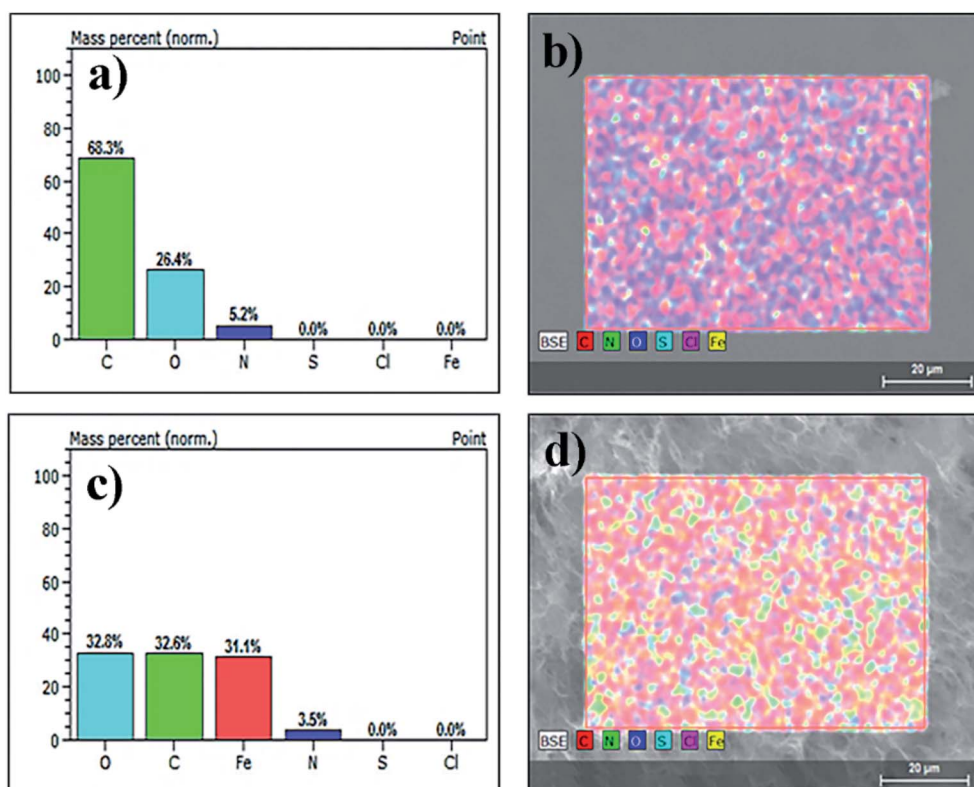 Mass percent (norm.) Point
a)
100
80
68.3%
60
40
26.4%
20
5.2%
0.0% 0.0% 0.0%
0
C O N S Cl Fe
b)
BSE C N O S Cl Fe
20 µm
Mass percent (norm.) Point
c)
100
80
60
40
32.8% 32.6% 31.1%
20
3.5% 0.0% 0.0%
0
O C Fe N S Cl
d)
BSE C N O S Cl Fe
20 µm